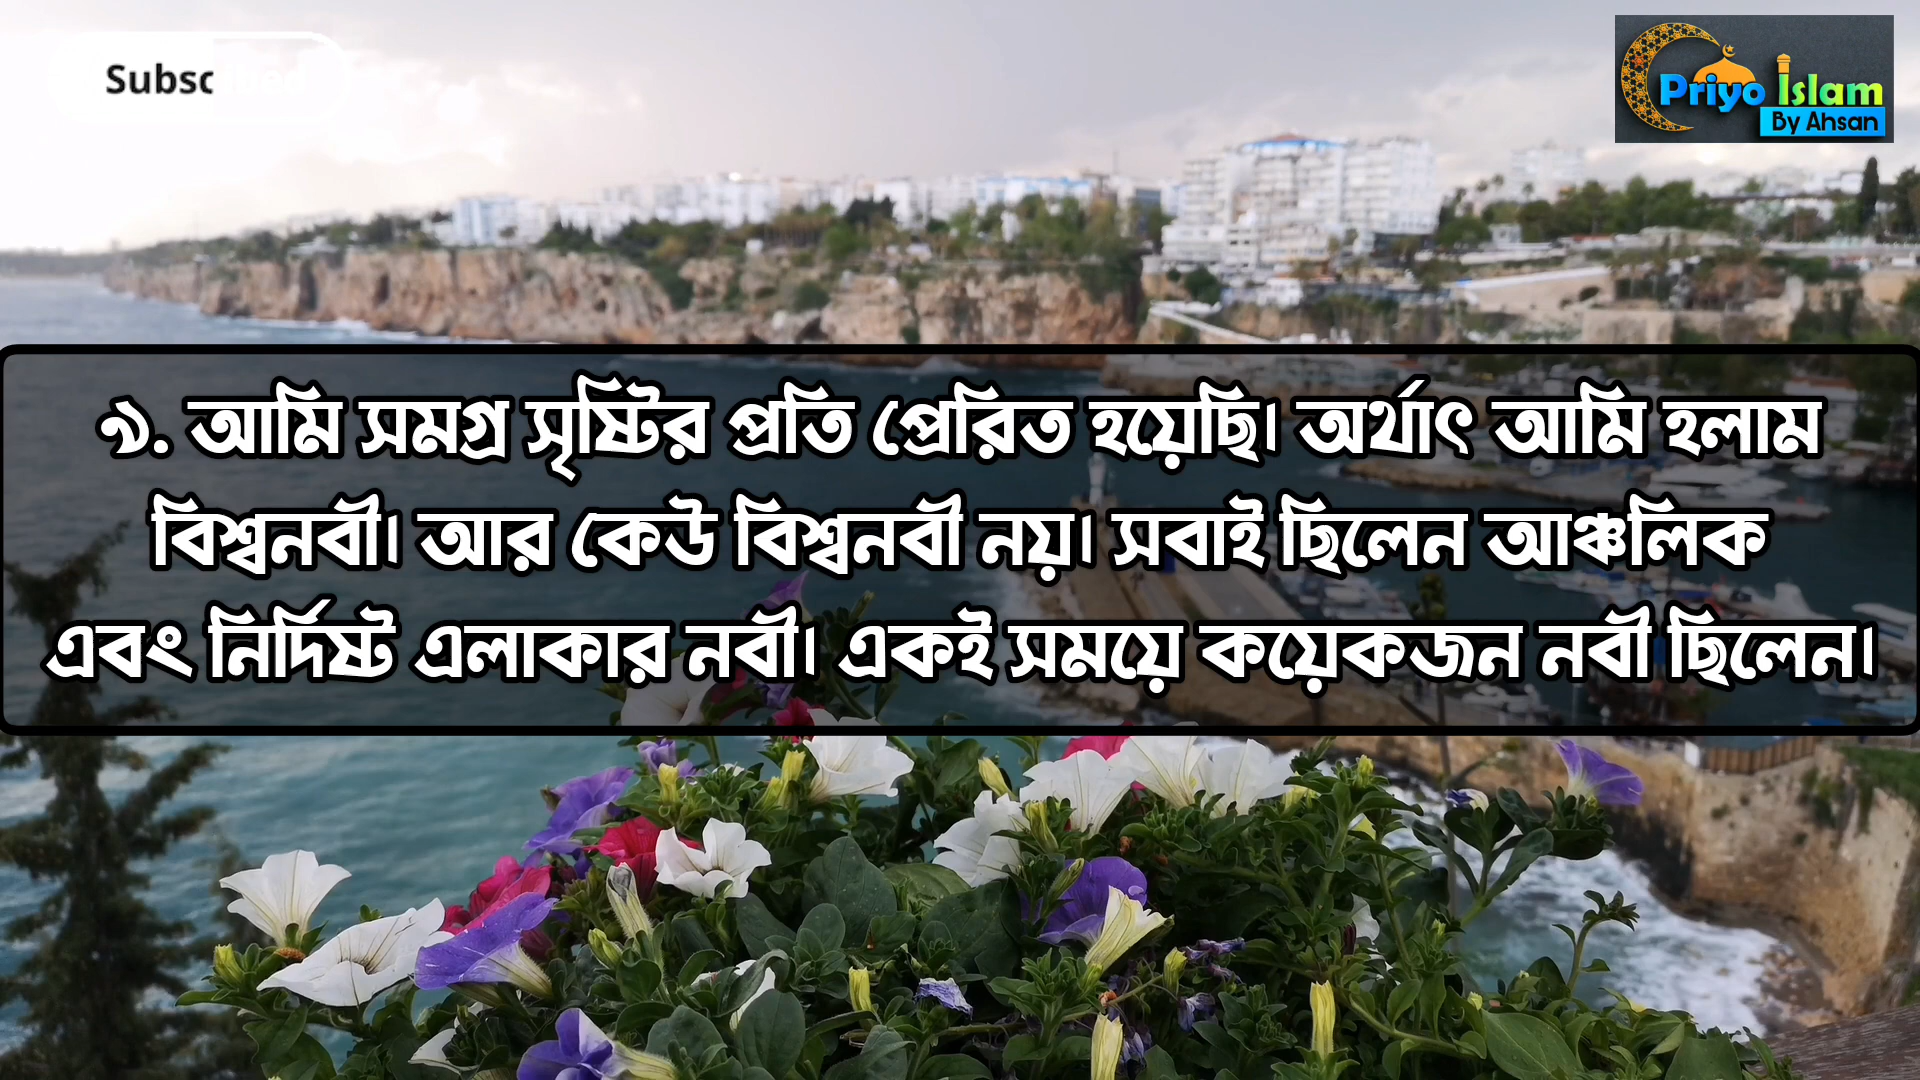 Subscribed
Priyo Islam
By Ahsan
৯. আমি সমগ্র সৃষ্টির প্রতি প্রেরিত হয়েছি। অর্থাৎ আমি হলাম
বিশ্বনবী। আর কেউ বিশ্বনবী নয়। সবাই ছিলেন আঞ্চলিক
এবং নির্দিষ্ট এলাকার নবী। একই সময়ে কয়েকজন নবী ছিলেন।